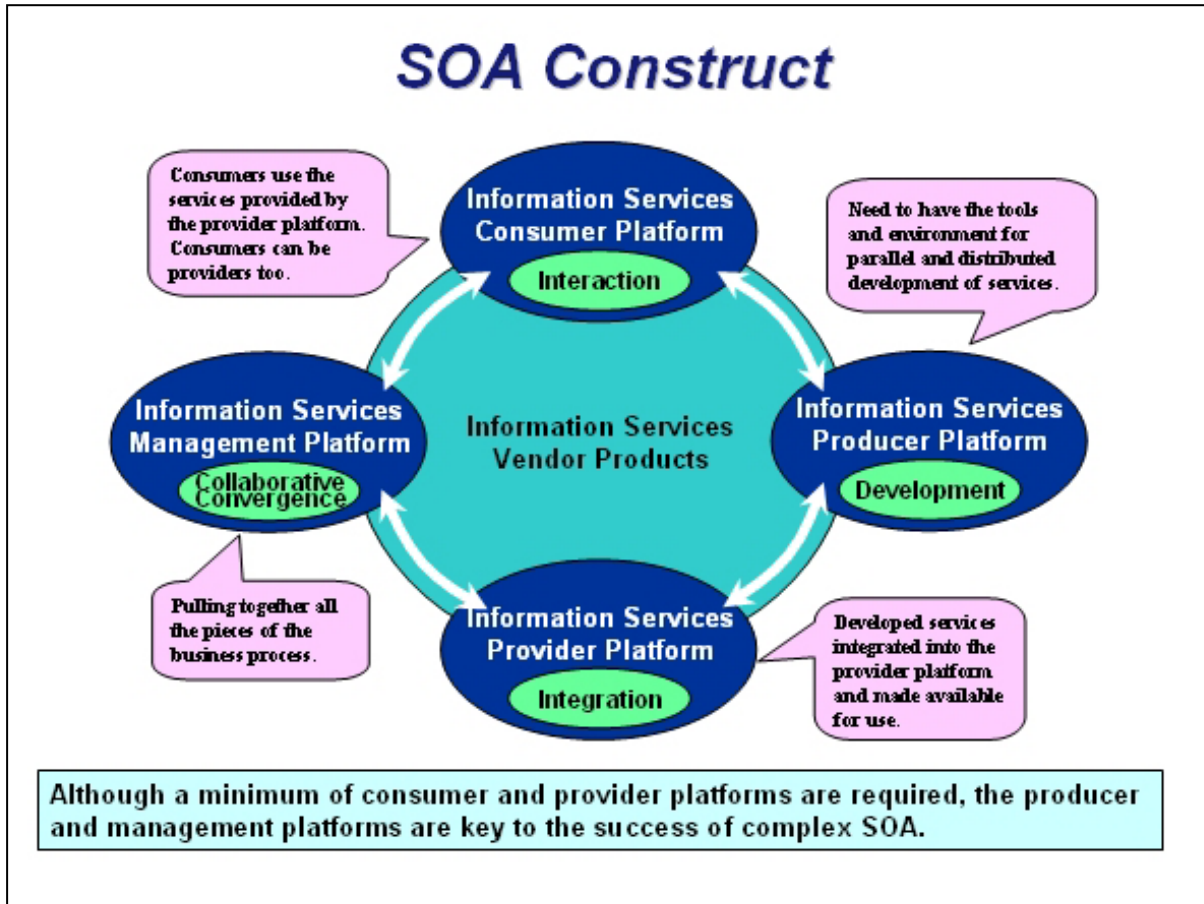 SOA Construct
Consumers use the
services provided by
the provider platform.
Consumers can be
providers too.
Information Services
Consumer Platform
Interaction
Need to have the tools
and environment for
parallel and distributed
development of services.
Information Services
Management Platform
Collaborative
Convergence
Information Services
Vendor Products
Information Services
Producer Platform
Development
Pulling together all
the pieces of the
business process.
Information Services
Provider Platform
Integration
Developed services
integrated into the
provider platform
and made available
for use.
Although a minimum of consumer and provider platforms are required, the producer
and management platforms are key to the success of complex SOA.